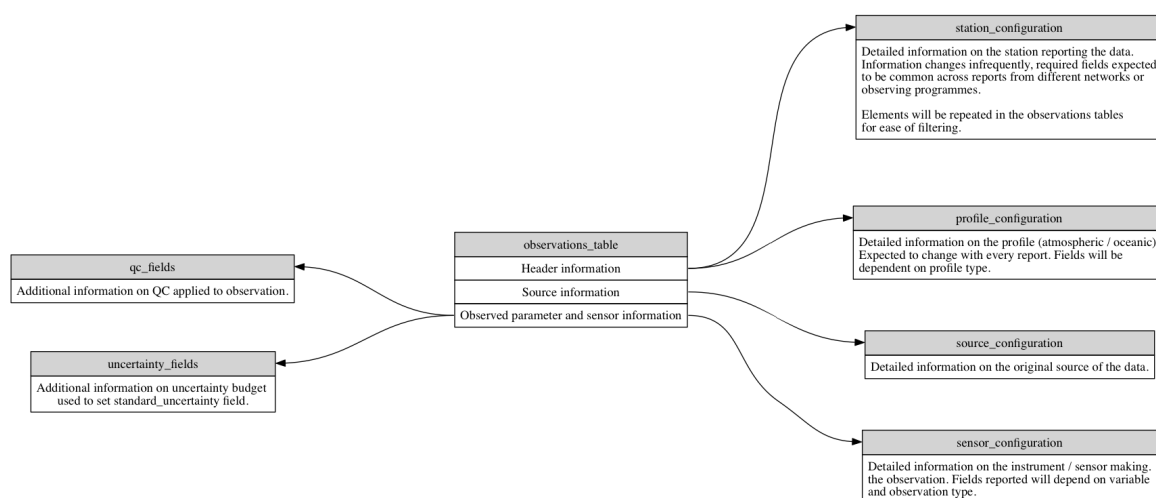 station_configuration
Detailed information on the station reporting the data.
Information changes infrequently, required fields expected
to be common across reports from different networks or
observing programmes.
Elements will be repeated in the observations tables
for ease of filtering.
profile_configuration
Detailed information on the profile (atmospheric / oceanic)
Expected to change with every report. Fields will be
dependent on profile type.
observations_table
Header information
Source information
Observed parameter and sensor information
qc_fields
Additional information on QC applied to observation.
uncertainty_fields
Additional information on uncertainty budget
used to set standard_uncertainty field.
source_configuration
Detailed information on the original source of the data.
sensor_configuration
Detailed information on the instrument / sensor making.
the observation. Fields reported will depend on variable
and observation type.